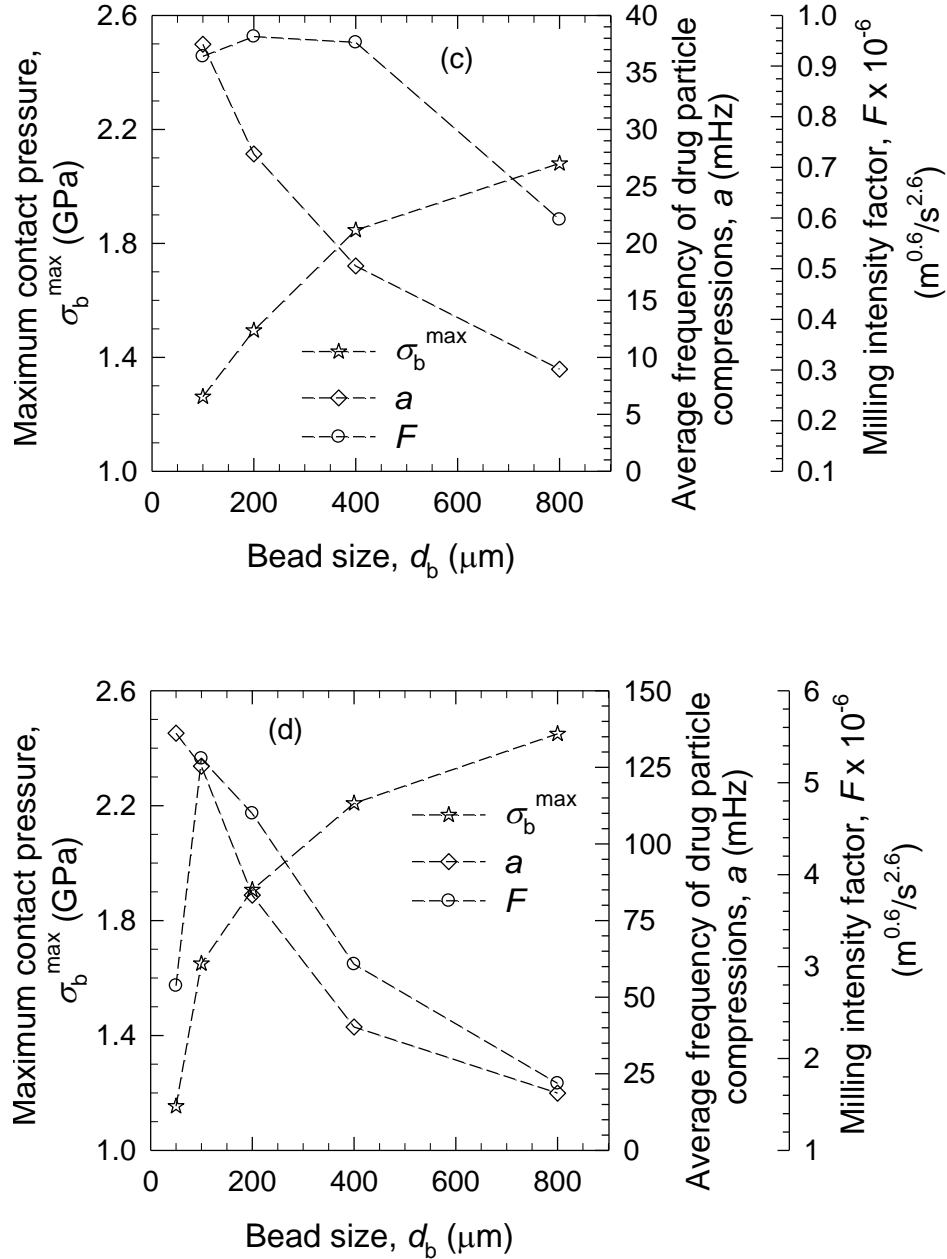 Maximum contact pressure,
σb^max (GPa)
2.6
2.2
1.8
1.4
1.0
(c)
σb^max
a
F
0 200 400 600 800
Bead size, db (μm)
40
35
30
25
20
15
10
5
0
Average frequency of drug particle
compressions, a (mHz)
1.0
0.9
0.8
0.7
0.6
0.5
0.4
0.3
0.2
0.1
Milling intensity factor, F x 10^-6
(m^0.6/s^2.6)
Maximum contact pressure,
σb^max (GPa)
2.6
2.2
1.8
1.4
1.0
(d)
σb^max
a
F
0 200 400 600 800
Bead size, db (μm)
150
125
100
75
50
25
0
Average frequency of drug particle
compressions, a (mHz)
6
5
4
3
2
1
Milling intensity factor, F x 10^-6
(m^0.6/s^2.6)